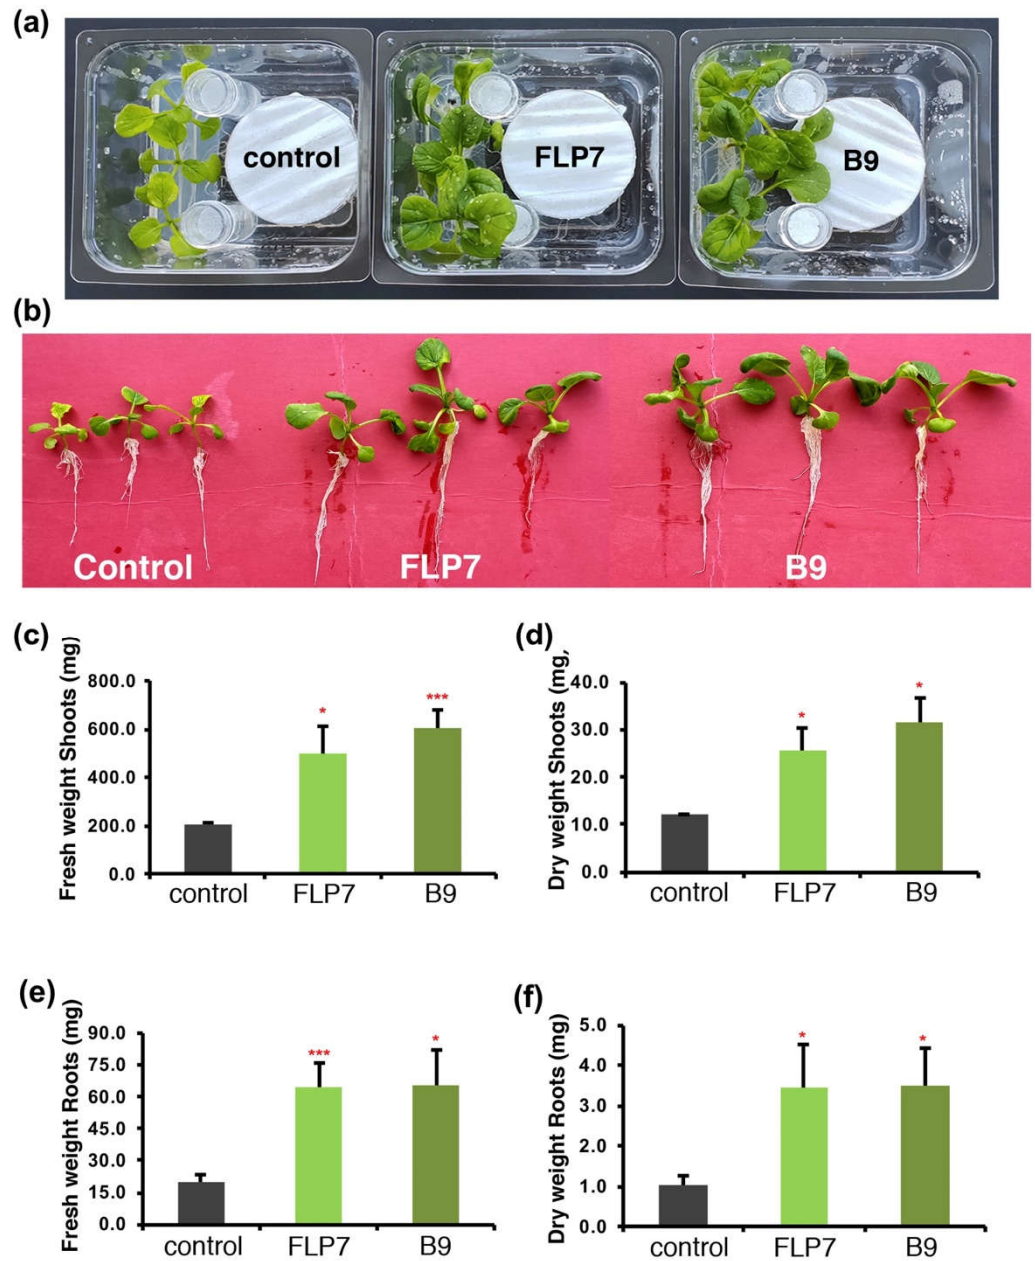 (a)
control
FLP7
B9
(b)
Control
FLP7
B9
(c)
Fresh weight Shoots (mg)
800.0
600.0
400.0
200.0
0.0
*
***
control
FLP7
B9
(d)
Dry weight Shoots (mg,
40.0
30.0
20.0
10.0
0.0
*
*
control
FLP7
B9
(e)
Fresh weight Roots (mg)
90.0
75.0
60.0
45.0
30.0
15.0
0.0
***
*
control
FLP7
B9
(f)
Dry weight Roots (mg)
5.0
4.0
3.0
2.0
1.0
0.0
*
*
control
FLP7
B9